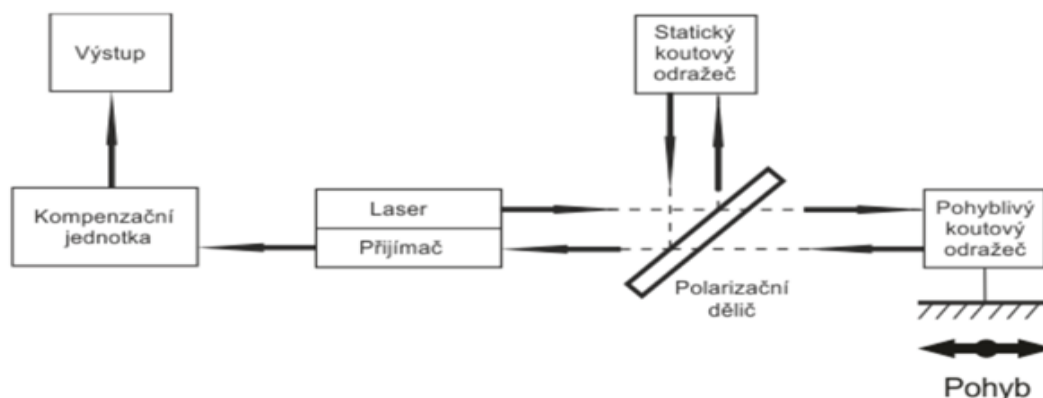 Výstup
Statický
koutový
odražeč
Kompenzační
jednotka
Laser
Přijímač
Pohyblivý
koutový
odražeč
Polarizační
dělič
Pohyb